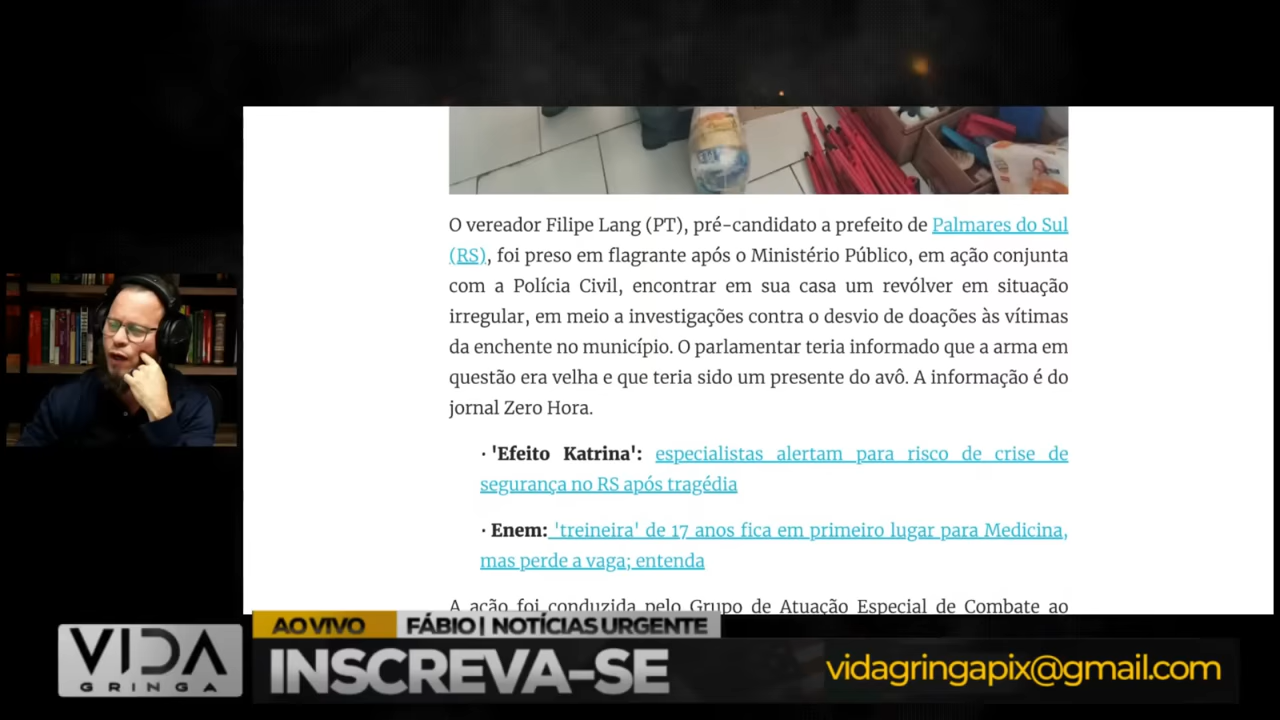 O vereador Filipe Lang (PT), pré-candidato a prefeito de Palmares do Sul
(RS), foi preso em flagrante após o Ministério Público, em ação conjunta
com a Polícia Civil, encontrar em sua casa um revólver em situação
irregular, em meio a investigações contra o desvio de doações às vítimas
da enchente no município. O parlamentar teria informado que a arma em
questão era velha e que teria sido um presente do avô. A informação é do
jornal Zero Hora.
· 'Efeito Katrina': especialistas alertam para risco de crise de
segurança no RS após tragédia
· Enem: 'treineira' de 17 anos fica em primeiro lugar para Medicina,
mas perde a vaga; entenda
A ação foi conduzida pelo Grupo de Atuação Especial de Combate ao
AO VIVO FÁBIO | NOTÍCIAS URGENTE
VIDA
GRINGA
INSCREVA-SE
vidagringapix@gmail.com